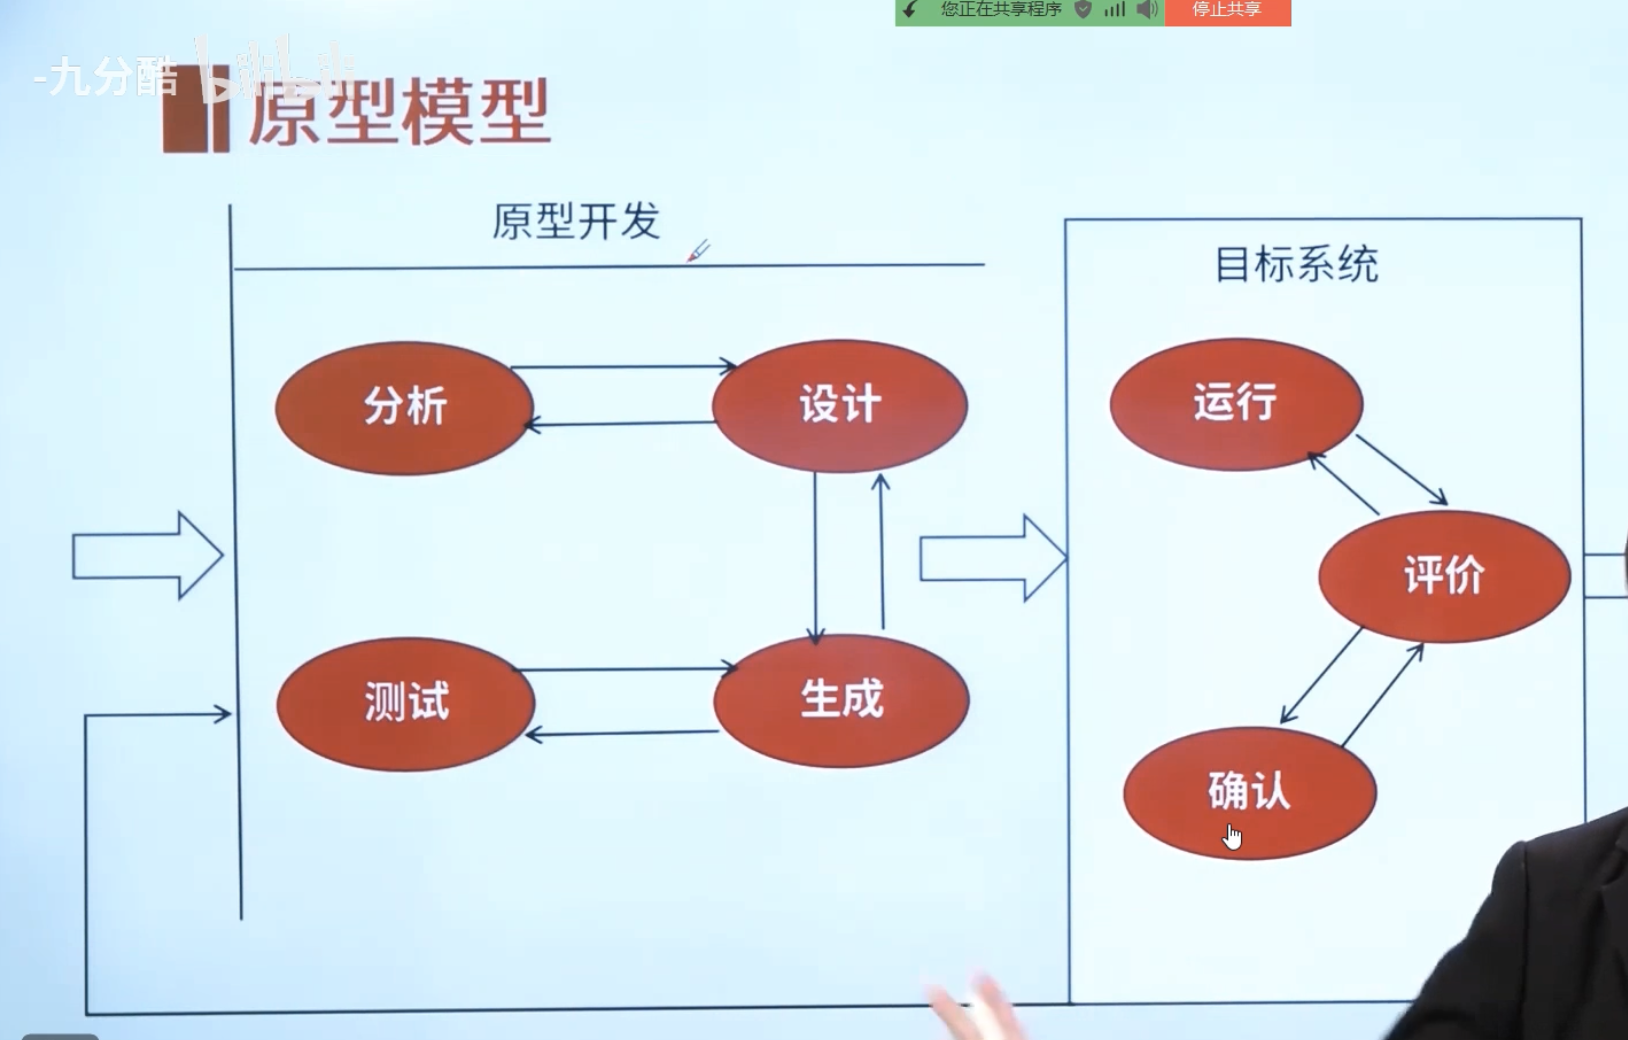 您正在共享程序 停止共享
-九分酷 bilibili
原型模型
原型开发
目标系统
分析 设计 运行
评价
测试 生成
确认